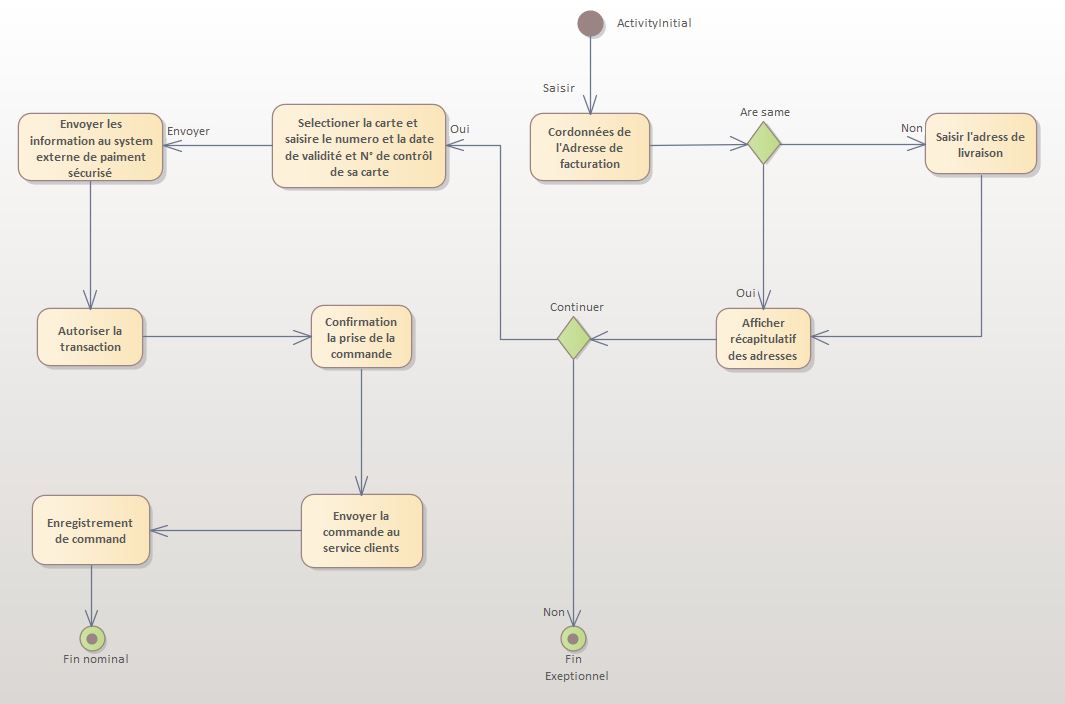 ActivityInitial
Saisir
Cordonnées de
l'Adresse de
facturation
Are same
Non
Saisir l'adress de
livraison
Oui
Afficher
récapitulatif
des adresses
Continuer
Oui
Selectioner la carte et
saisire le numero et la date
de validité et N° de contrôl
de sa carte
Envoyer
Envoyer les
information au system
externe de paiment
sécurisé
Autoriser la
transaction
Confirmation
la prise de la
commande
Envoyer la
commande au
service clients
Enregistrement
de command
Fin nominal
Non
Fin
Exeptionnel